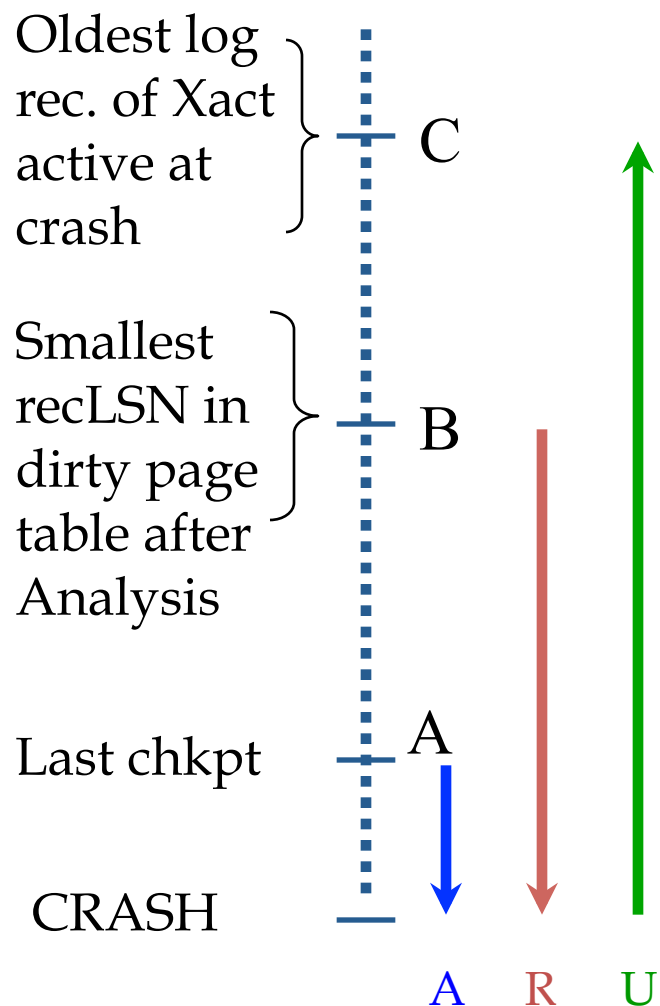 Oldest log
rec. of Xact
active at
crash
C
Smallest
recLSN in
dirty page
table after
Analysis
B
A
Last chkpt
CRASH
A R U